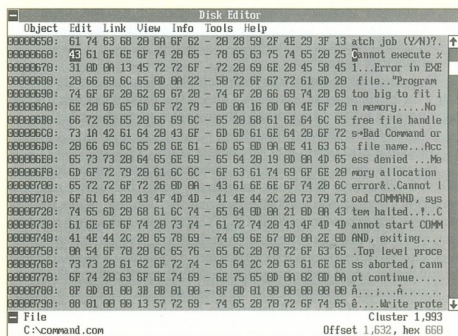 Disk Editor
Object Edit Link View Info Tools Help
00000650: 61 74 63 68 20 6A 6F 62 - 20 28 59 2F 4E 29 3F 13 atch job (Y/N)?.
00000660: 43 61 6E 6E 6F 74 20 65 - 78 65 63 75 74 65 20 25 Cannot execute x
00000670: 31 0D 0A 13 45 72 72 6F - 72 20 69 6E 20 45 58 45 1...Error in EXE
00000680: 20 66 69 6C 65 0D 0A 22 - 50 72 6F 67 72 61 6D 20 file.."Program
00000690: 74 6F 6F 20 62 69 67 20 - 74 6F 20 66 69 74 20 69 too big to fit i
000006A0: 6E 20 6D 65 6D 6F 72 79 - 0D 0A 16 0D 0A 4E 6F 20 n memory.....No
000006B0: 66 72 65 65 20 66 69 6C - 65 20 68 61 6E 64 6C 65 free file handle
000006C0: 73 1A 42 61 64 20 43 6F - 6D 6D 61 6E 64 20 6F 72 s→Bad Command or
000006D0: 20 66 69 6C 65 20 6E 61 - 6D 65 0D 0A 0E 41 63 63 file name...Acc
000006E0: 65 73 73 20 64 65 6E 69 - 65 64 20 19 0D 0A 4D 65 ess denied ...Me
000006F0: 6D 6F 72 79 20 61 6C 6C - 6F 63 61 74 69 6F 6E 20 mory allocation
00000700: 65 72 72 6F 72 26 0D 0A - 43 61 6E 6E 6F 74 20 6C error&..Cannot l
00000710: 6F 61 64 20 43 4F 4D 4D - 41 4E 44 2C 20 73 79 73 oad COMMAND, sys
00000720: 74 65 6D 20 68 61 6C 74 - 65 64 0D 0A 21 0D 0A 43 tem halted..!..C
00000730: 61 6E 6E 6F 74 20 73 74 - 61 72 74 20 43 4F 4D 4D annot start COMM
00000740: 41 4E 44 2C 20 65 78 69 - 74 69 6E 67 0D 0A 2E 0D AND, exiting....
00000750: 0A 54 6F 70 20 6C 65 76 - 65 6C 20 70 72 6F 63 65 .Top level proce
00000760: 73 73 20 61 62 6F 72 74 - 65 64 2C 20 63 61 6E 6E ss aborted, cann
00000770: 6F 74 20 63 6F 6E 74 69 - 6E 75 65 0D 0A 02 0D 0A ot continue.....
00000780: 8F 0D 01 00 3B 0D 01 00 - 8F 0D 01 00 00 00
00000790: 01 00 00 13 57 72 69 - 74 65 20 70 72 6F 74 65 ....Write prote
File Cluster 1,993
C:\command.com Offset 1,632, hex 660